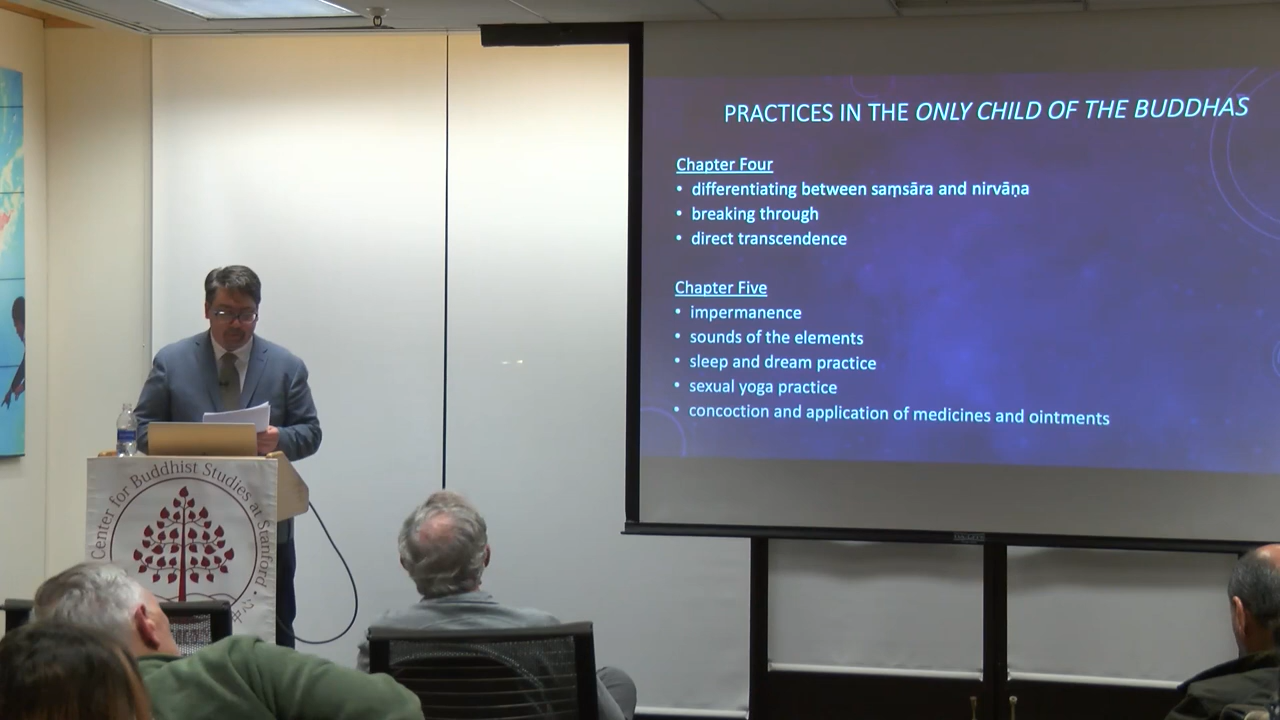 PRACTICES IN THE ONLY CHILD OF THE BUDDHAS
Chapter Four
• differentiating between saṃsāra and nirvāṇa
• breaking through
• direct transcendence
Chapter Five
• impermanence
• sounds of the elements
• sleep and dream practice
• sexual yoga practice
• concoction and application of medicines and ointments
Center for Buddhist Studies at Stanford •